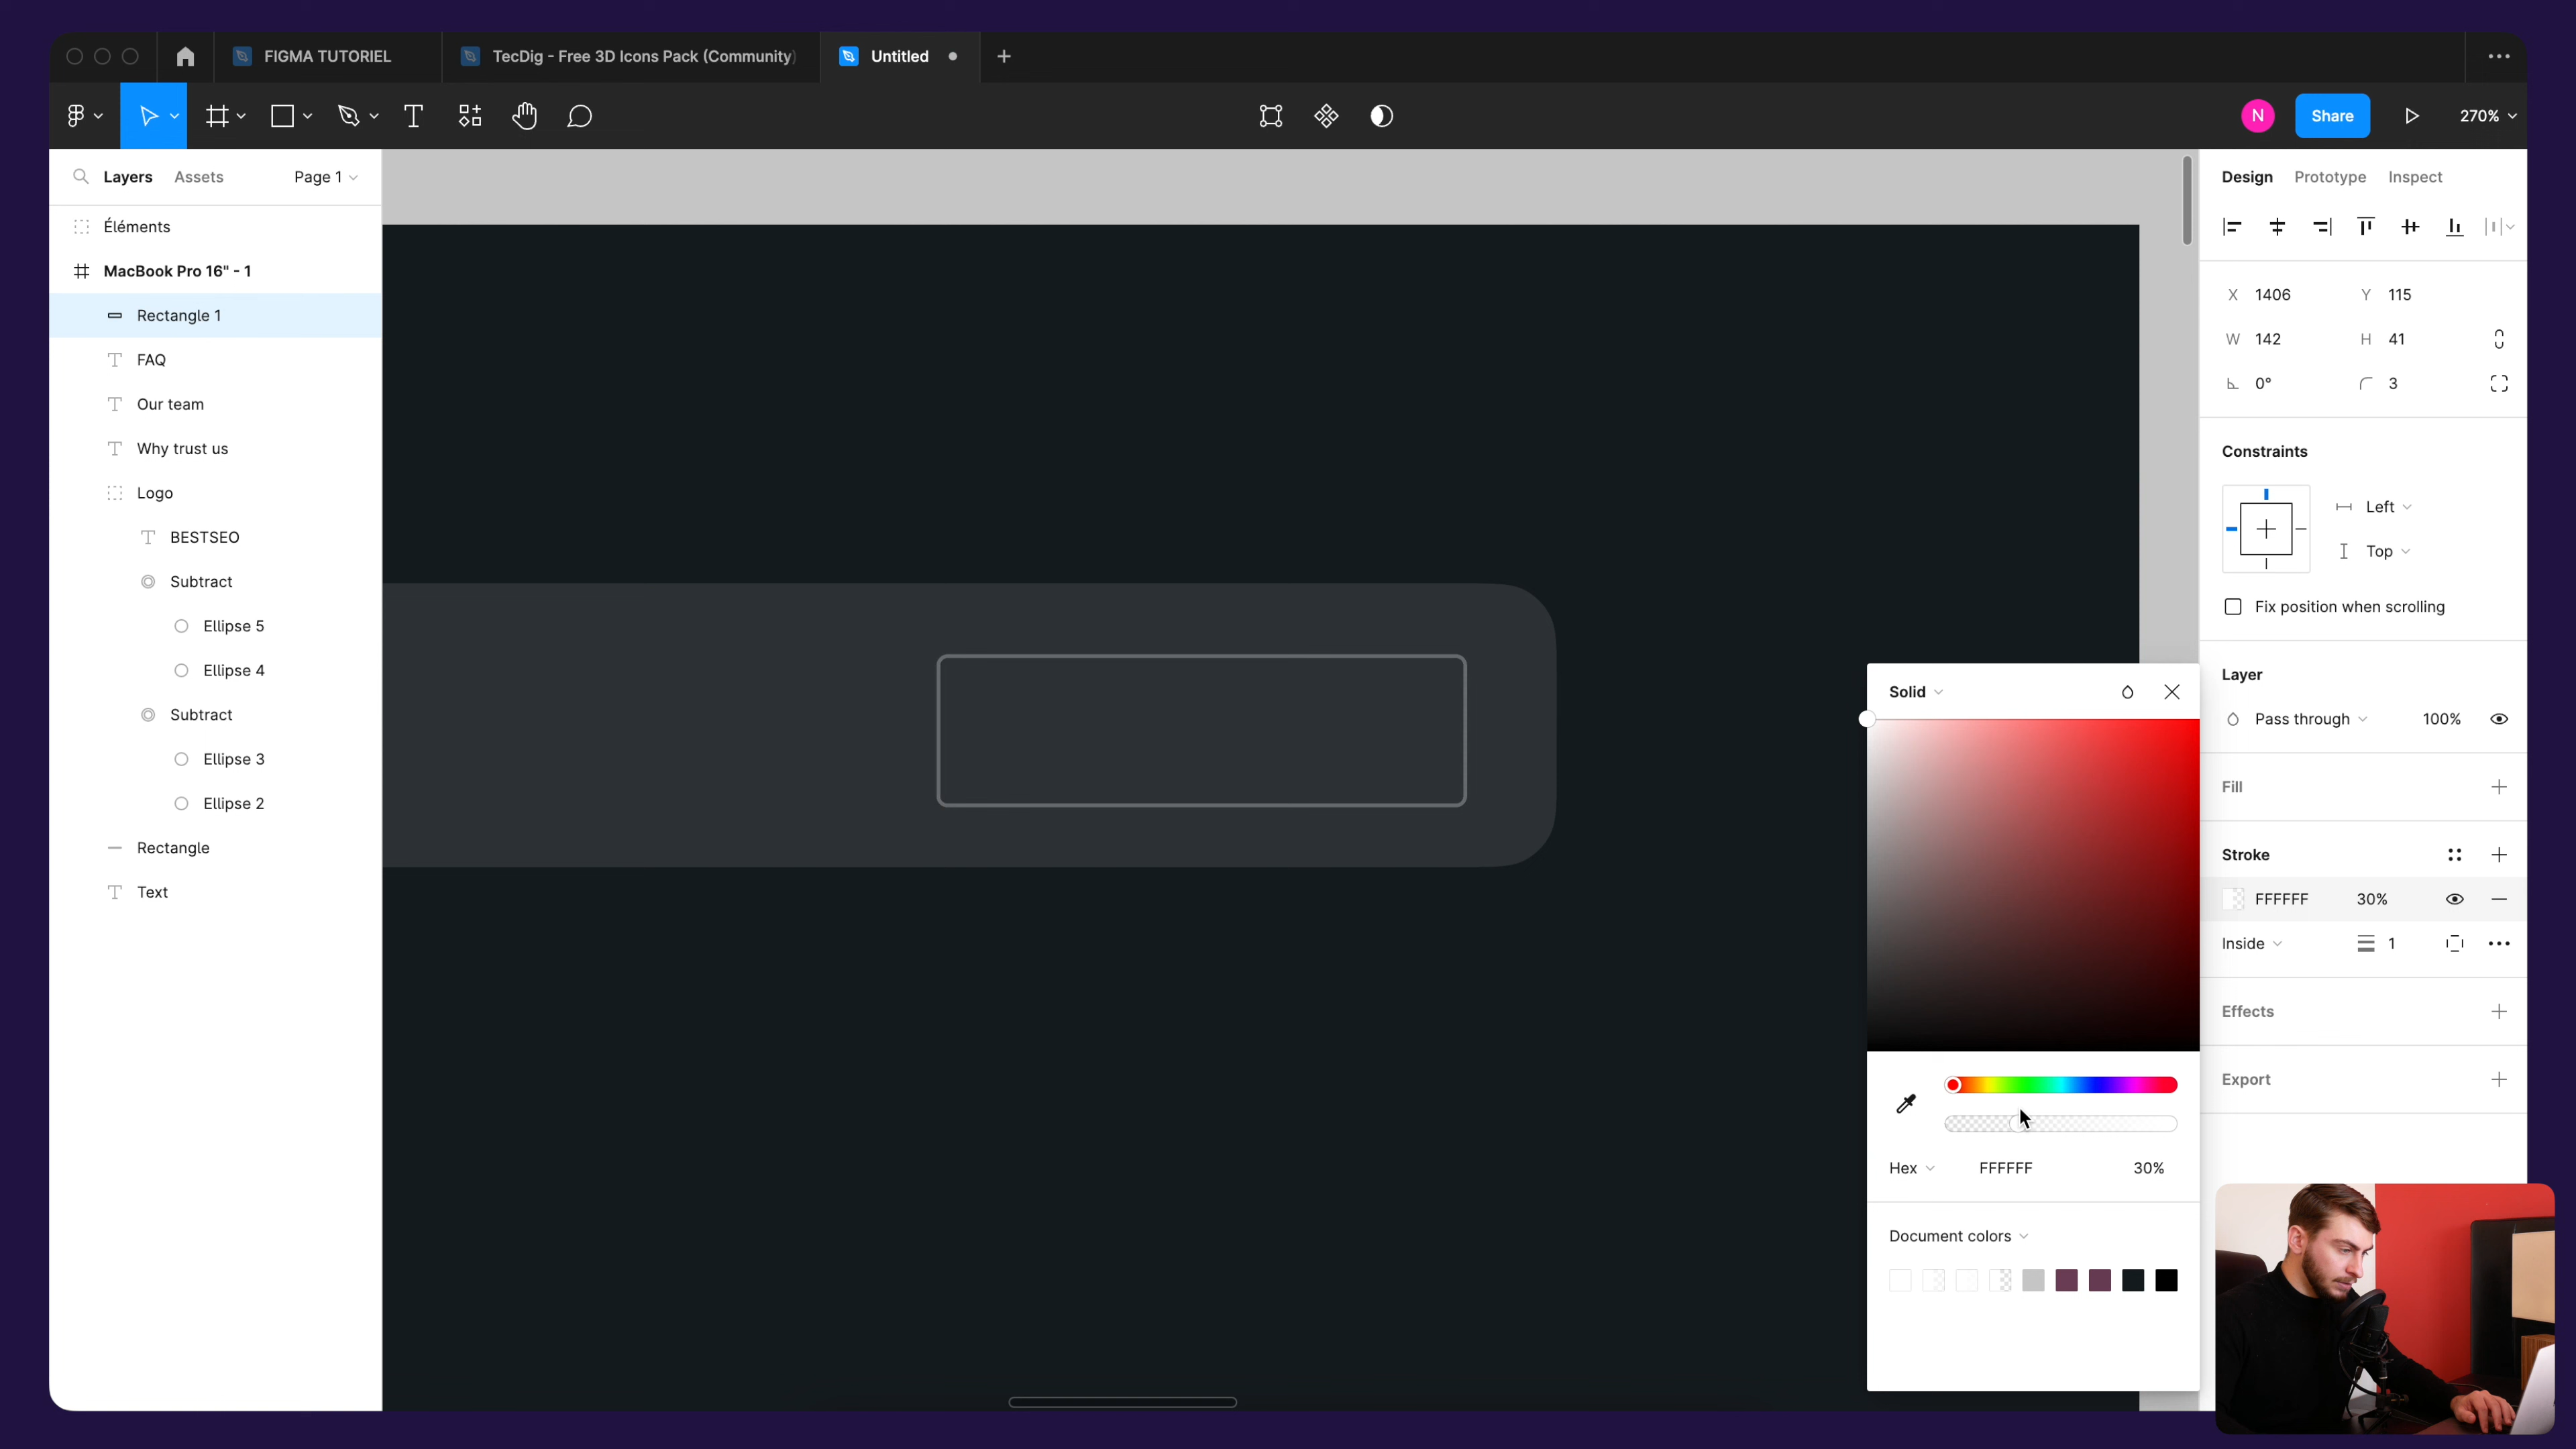 FIGMA TUTORIEL
TecDig - Free 3D Icons Pack (Community)
Untitled
N
Share
270%
Layers
Assets
Page 1
Éléments
MacBook Pro 16" - 1
Rectangle 1
FAQ
Our team
Why trust us
Logo
BESTSEO
Subtract
Ellipse 5
Ellipse 4
Subtract
Ellipse 3
Ellipse 2
Rectangle
Text
Design
Prototype
Inspect
X 1406 Y 115
W 142 H 41
0° 3
Constraints
Left
Top
Fix position when scrolling
Layer
Pass through 100%
Fill
Stroke
FFFFFF 30%
Inside 1
Effects
Export
Solid
Hex FFFFFF 30%
Document colors